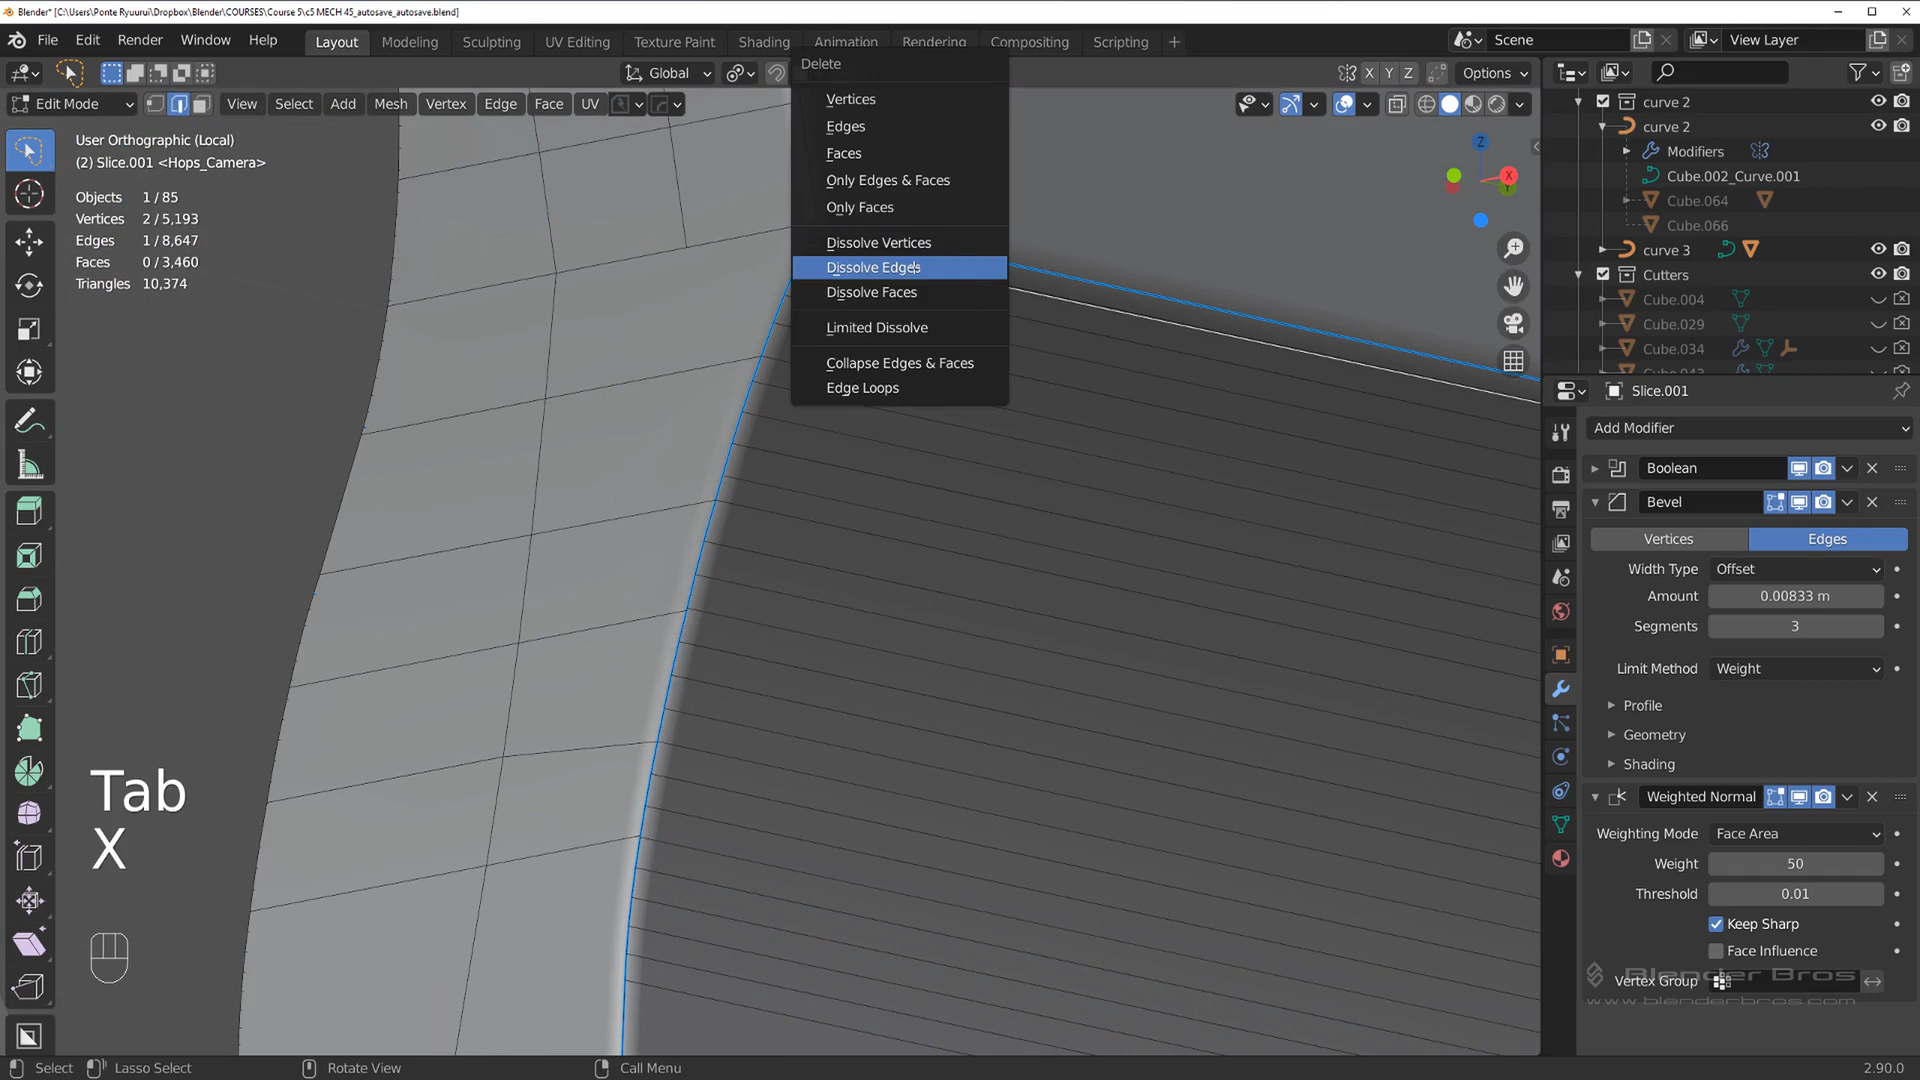 Blender* [C:\Users\Ponte Ryuurui\Dropbox\Blender\COURSES\Course 5\c5 MECH 45_autosave_autosave.blend]
File Edit Render Window Help Layout Modeling Sculpting UV Editing Texture Paint Shading Animation Rendering Compositing Scripting + Scene View Layer
Global X Y Z Options
Edit Mode View Select Add Mesh Vertex Edge Face UV
User Orthographic (Local)
(2) Slice.001 <Hops_Camera>
Objects 1 / 85
Vertices 2 / 5,193
Edges 1 / 8,647
Faces 0 / 3,460
Triangles 10,374
Delete
Vertices
Edges
Faces
Only Edges & Faces
Only Faces
Dissolve Vertices
Dissolve Edges
Dissolve Faces
Limited Dissolve
Collapse Edges & Faces
Edge Loops
Z
X
curve 2
curve 2
Modifiers
Cube.002_Curve.001
Cube.064
Cube.066
curve 3
Cutters
Cube.004
Cube.029
Cube.034
Slice.001
Add Modifier
Boolean
Bevel
Vertices Edges
Width Type Offset
Amount 0.00833 m
Segments 3
Limit Method Weight
Profile
Geometry
Shading
Weighted Normal
Weighting Mode Face Area
Weight 50
Threshold 0.01
Keep Sharp
Face Influence
Blender Bros
Vertex Group
www.blenderbros.com
Tab
X
Select Lasso Select Rotate View Call Menu 2.90.0